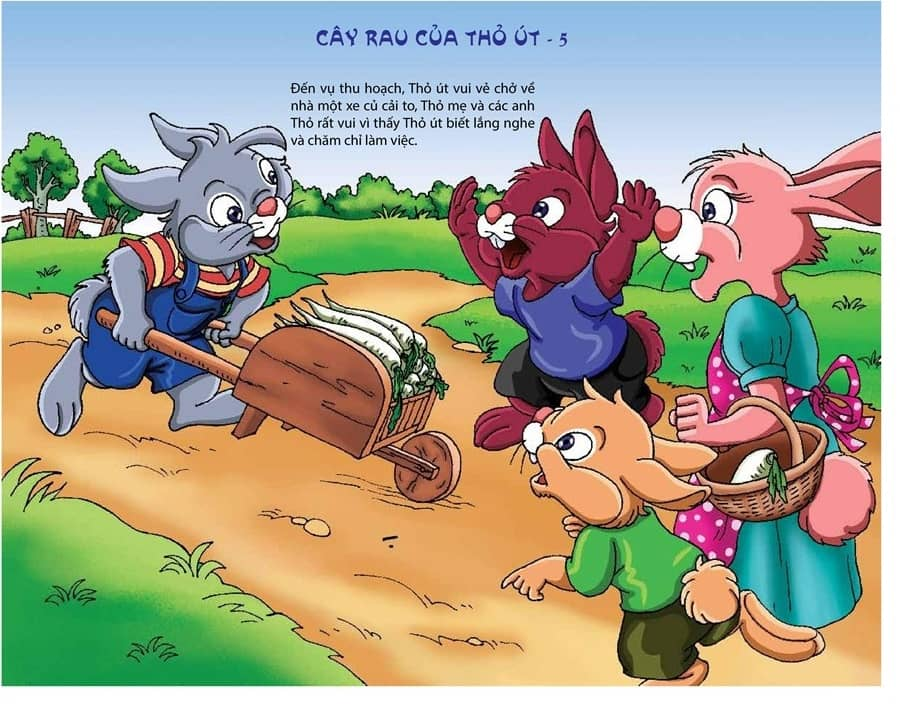 CÂY RAU CỦA THỎ ÚT - 5
Đến vụ thu hoạch, Thỏ út vui vẻ chở về
nhà một xe củ cải to, Thỏ mẹ và các anh
Thỏ rất vui vì thấy Thỏ út biết lắng nghe
và chăm chỉ làm việc.